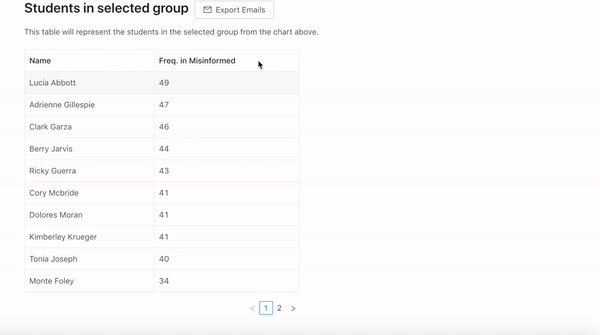 Students in selected group Export Emails
This table will represent the students in the selected group from the chart above.
Name Freq. in Misinformed
Lucia Abbott 49
Adrienne Gillespie 47
Clark Garza 46
Berry Jarvis 44
Ricky Guerra 43
Cory Mcbride 41
Dolores Moran 41
Kimberley Krueger 41
Tonia Joseph 40
Monte Foley 34
< 1 2 >